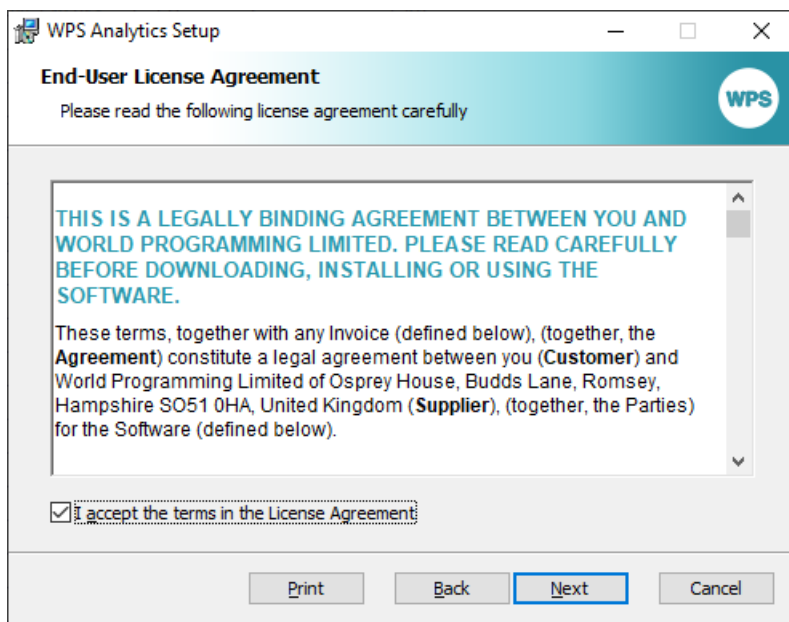 WPS Analytics Setup
End-User License Agreement
Please read the following license agreement carefully
WPS
THIS IS A LEGALLY BINDING AGREEMENT BETWEEN YOU AND
WORLD PROGRAMMING LIMITED. PLEASE READ CAREFULLY
BEFORE DOWNLOADING, INSTALLING OR USING THE
SOFTWARE.
These terms, together with any Invoice (defined below), (together, the
Agreement) constitute a legal agreement between you (Customer) and
World Programming Limited of Osprey House, Budds Lane, Romsey,
Hampshire SO51 0HA, United Kingdom (Supplier), (together, the Parties)
for the Software (defined below).
I accept the terms in the License Agreement
Print Back Next Cancel